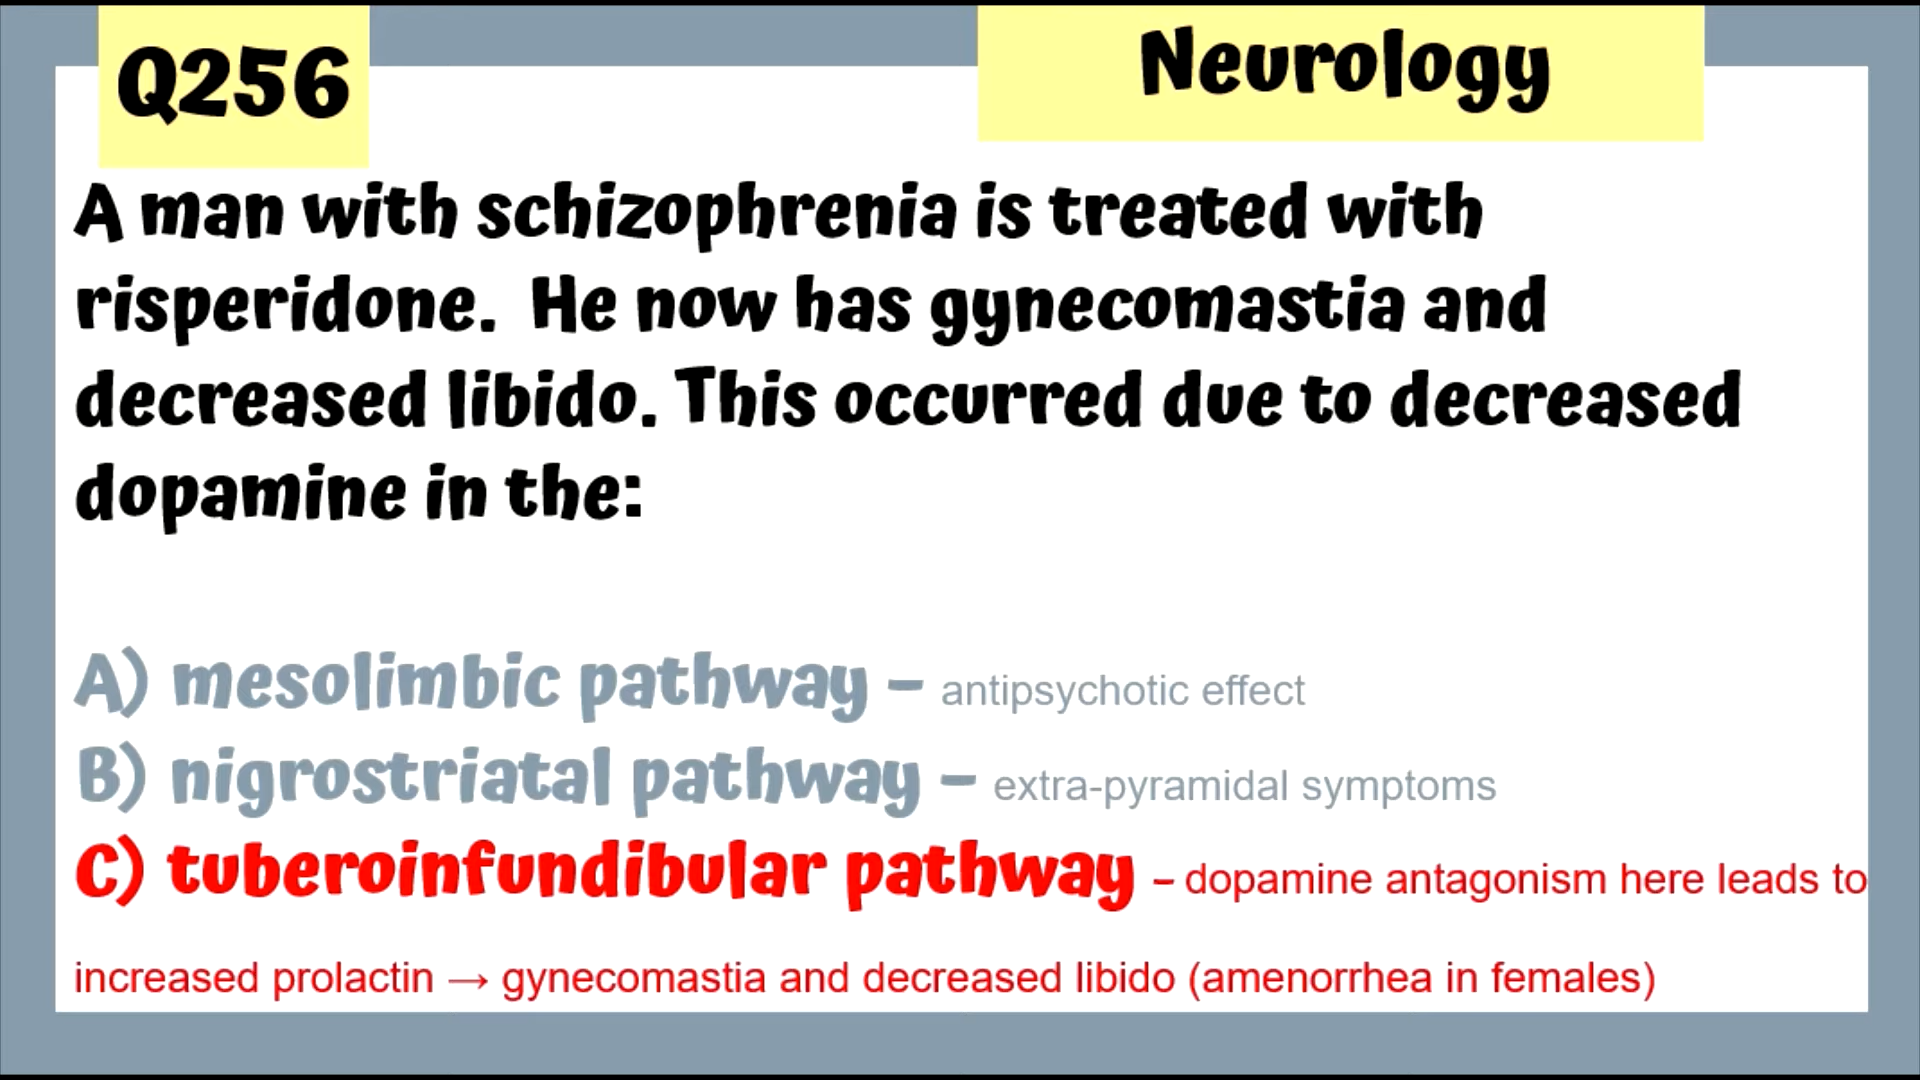 Q256
Neurology
A man with schizophrenia is treated with
risperidone. He now has gynecomastia and
decreased libido. This occurred due to decreased
dopamine in the:
A) mesolimbic pathway – antipsychotic effect
B) nigrostriatal pathway – extra-pyramidal symptoms
C) tuberoinfundibular pathway – dopamine antagonism here leads to
increased prolactin → gynecomastia and decreased libido (amenorrhea in females)